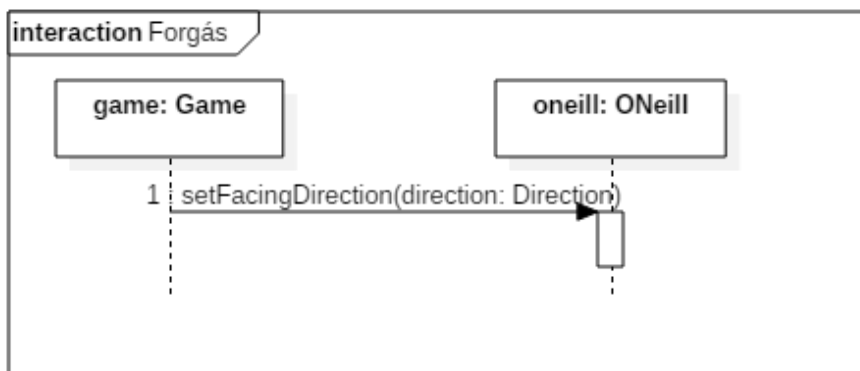 interaction Forgás
game: Game
oneill: ONeill
1 : setFacingDirection(direction: Direction)